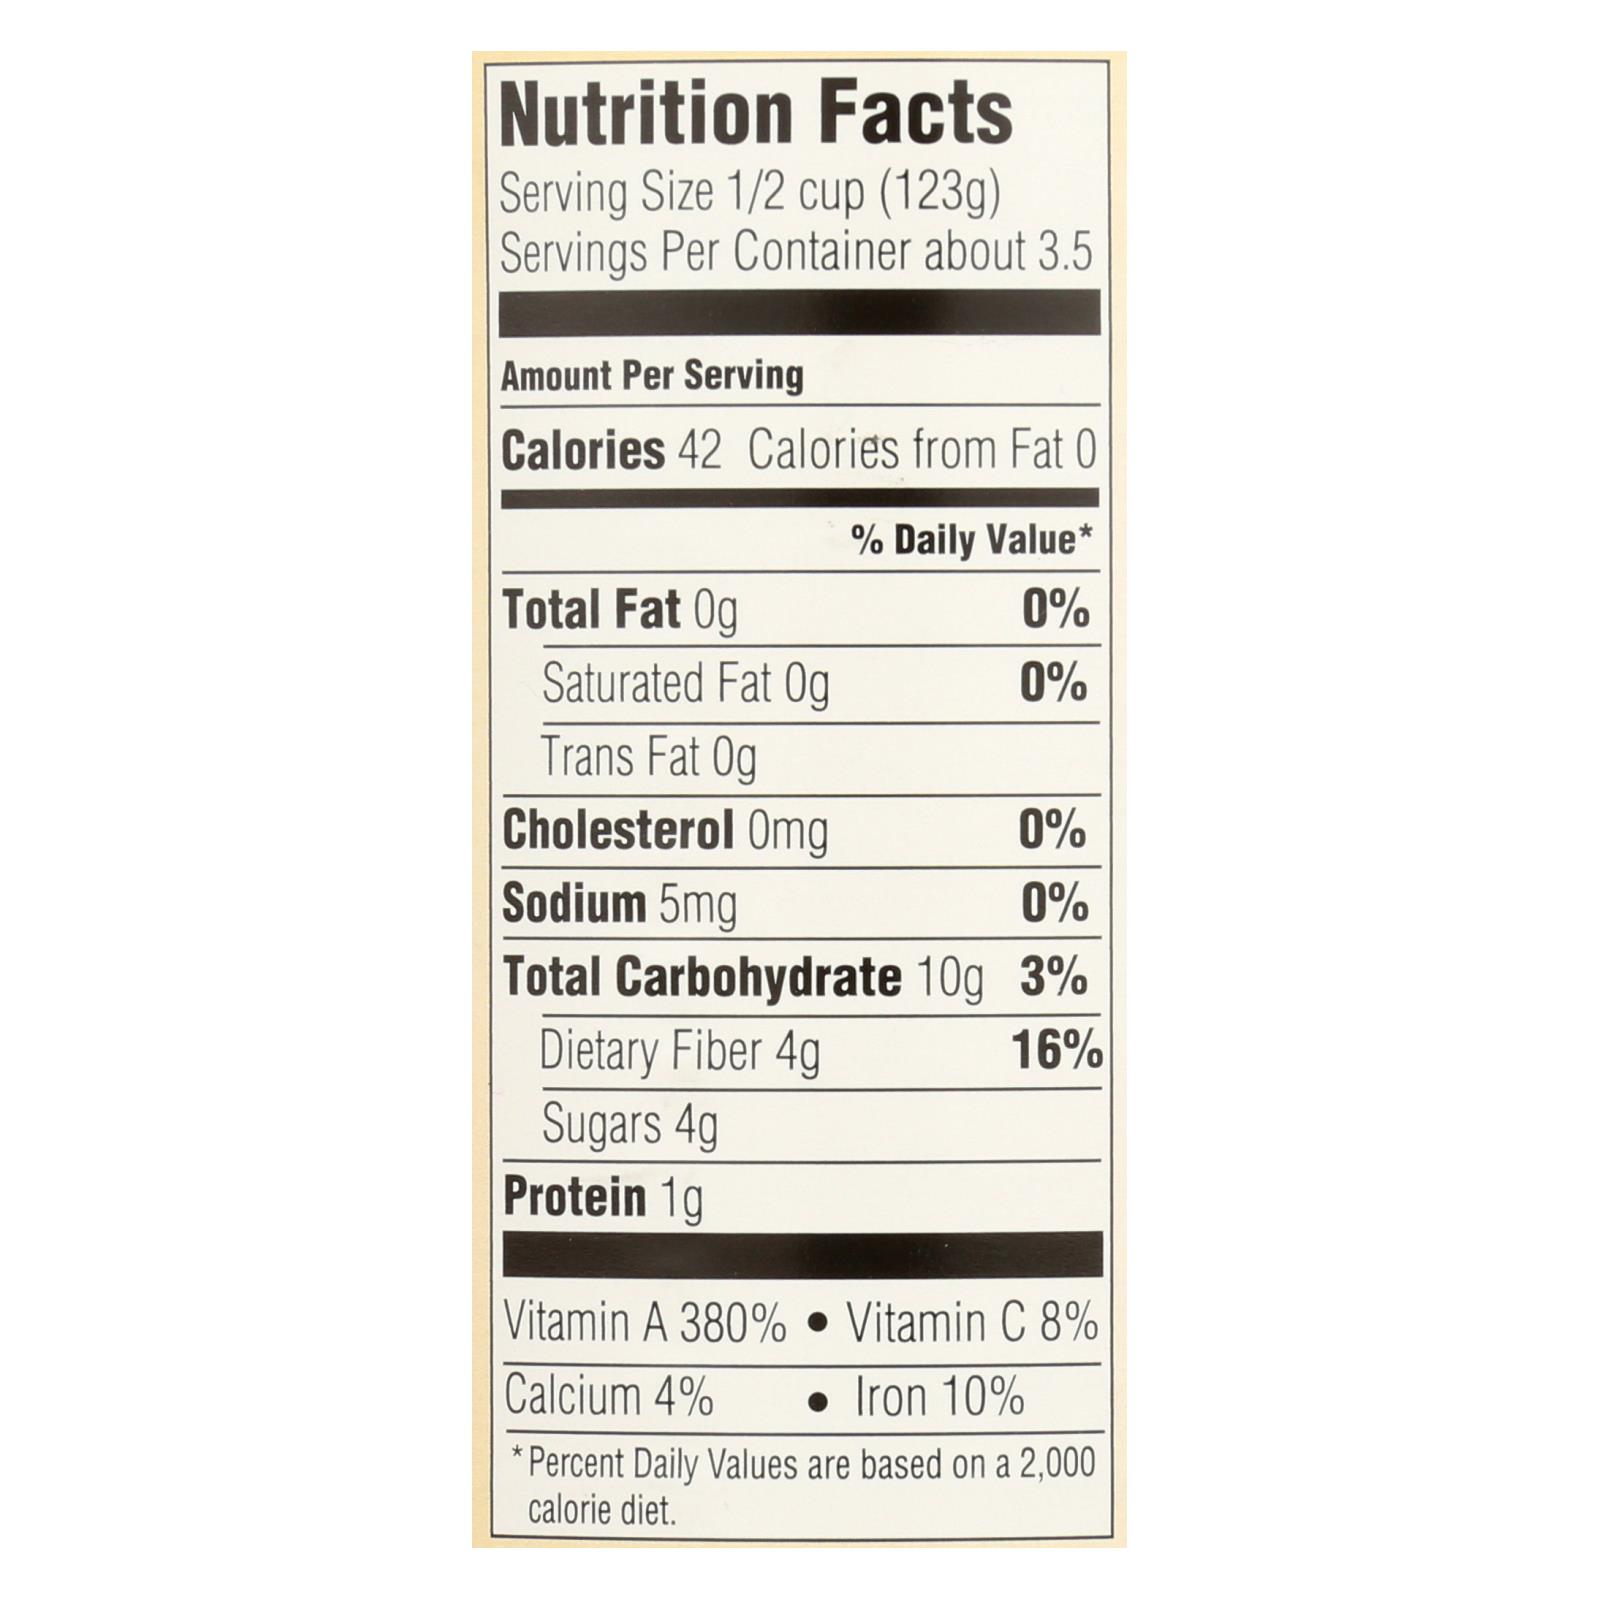 Nutrition Facts
Serving Size 1/2 cup (123g)
Servings Per Container about 3.5
Amount Per Serving
Calories 42 Calories from Fat 0
% Daily Value*
Total Fat 0g 0%
Saturated Fat 0g 0%
Trans Fat 0g
Cholesterol 0mg 0%
Sodium 5mg 0%
Total Carbohydrate 10g 3%
Dietary Fiber 4g 16%
Sugars 4g
Protein 1g
Vitamin A 380% • Vitamin C 8%
Calcium 4% • Iron 10%
* Percent Daily Values are based on a 2,000
calorie diet.